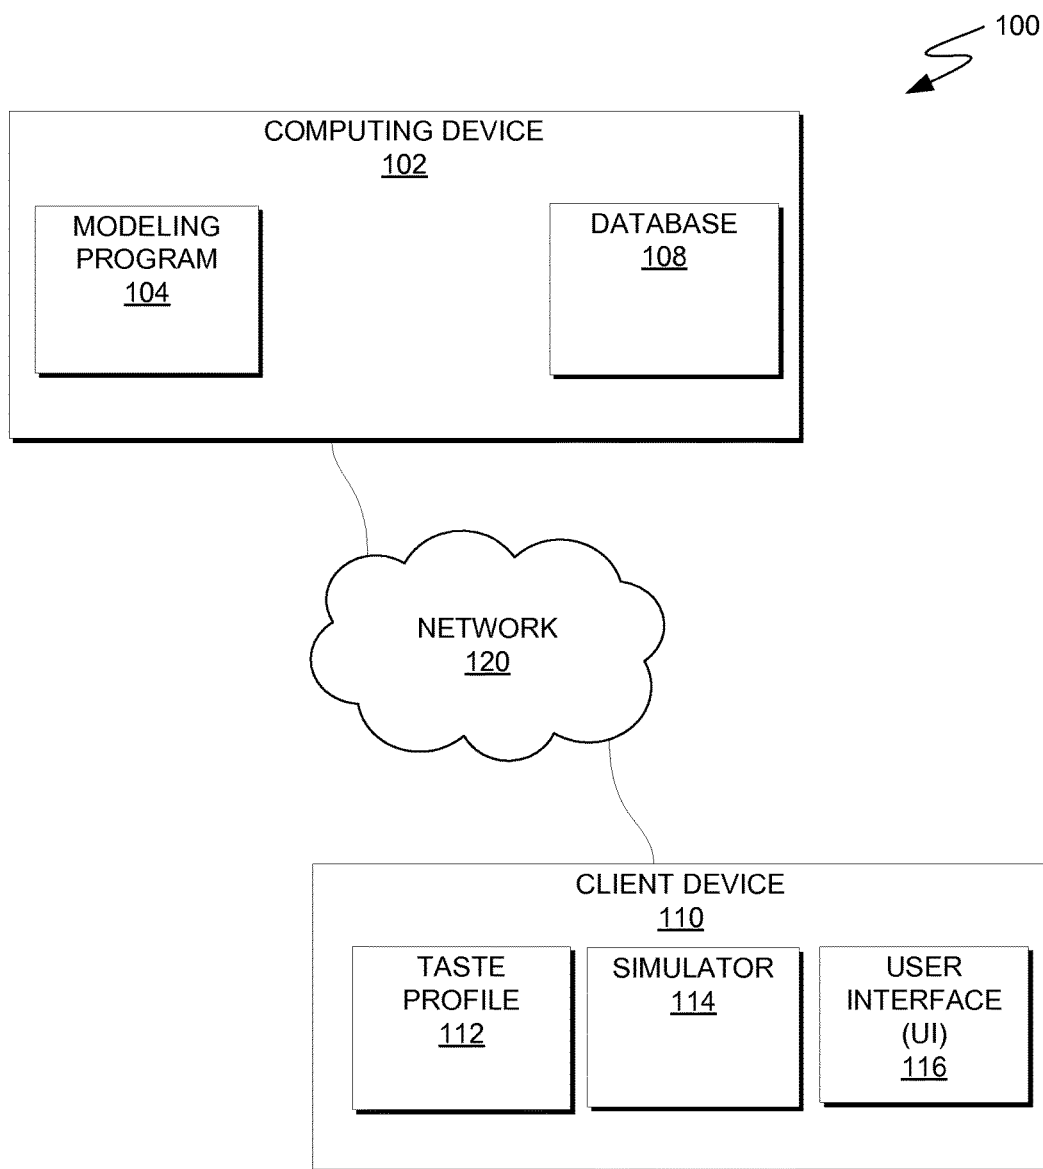 100
COMPUTING DEVICE
102
MODELING
PROGRAM
104
DATABASE
108
NETWORK
120
CLIENT DEVICE
110
TASTE
PROFILE
112
SIMULATOR
114
USER
INTERFACE
(UI)
116